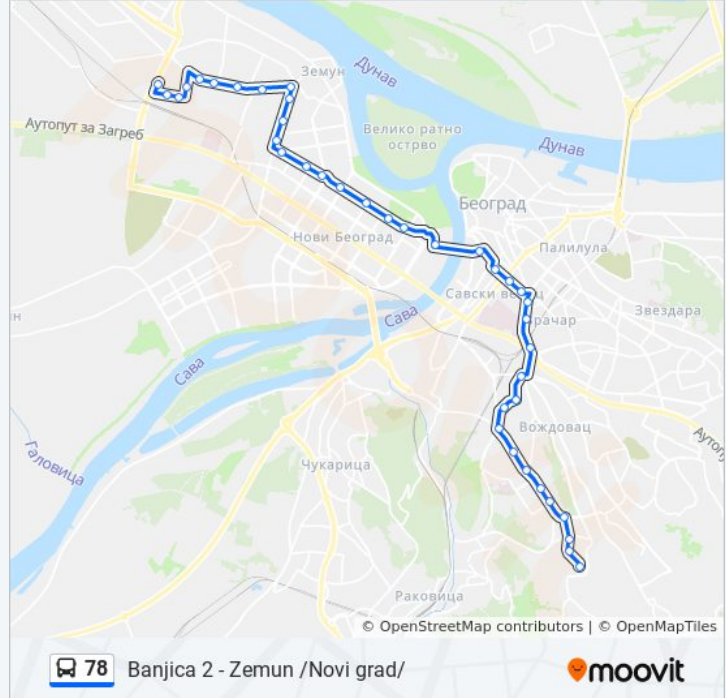 Дунав
Земун
Аутопут за Загреб
Велико ратно
острво
Дунав
Београд
Нови Београд
Палилула
Савски венац
Сава
Врачар
Звездара
Сава
Вождовац
Аутопу
Галовица
Чукарица
Раковица
© OpenStreetMap contributors | © OpenMapTiles
78 Banjica 2 - Zemun /Novi grad/ moovit